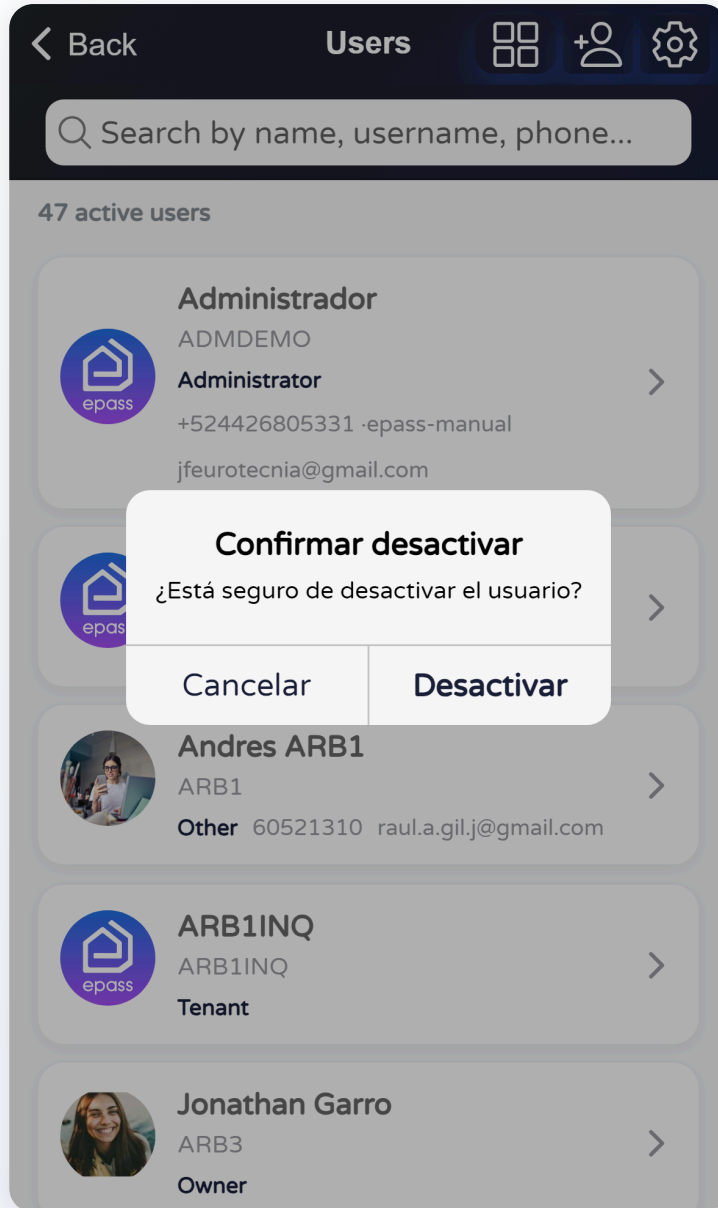 Back
Users
Search by name, username, phone...
47 active users
Administrador
ADMDEMO
epass
Administrator
+524426805331 ·epass-manual
jfeurotecnia@gmail.com
Confirmar desactivar
¿Está seguro de desactivar el usuario?
epas
Cancelar
Desactivar
Andres ARB1
ARB1
Other 60521310 raul.a.gil.j@gmail.com
ARB1INQ
ARB1INQ
epass
Tenant
Jonathan Garro
ARB3
Owner